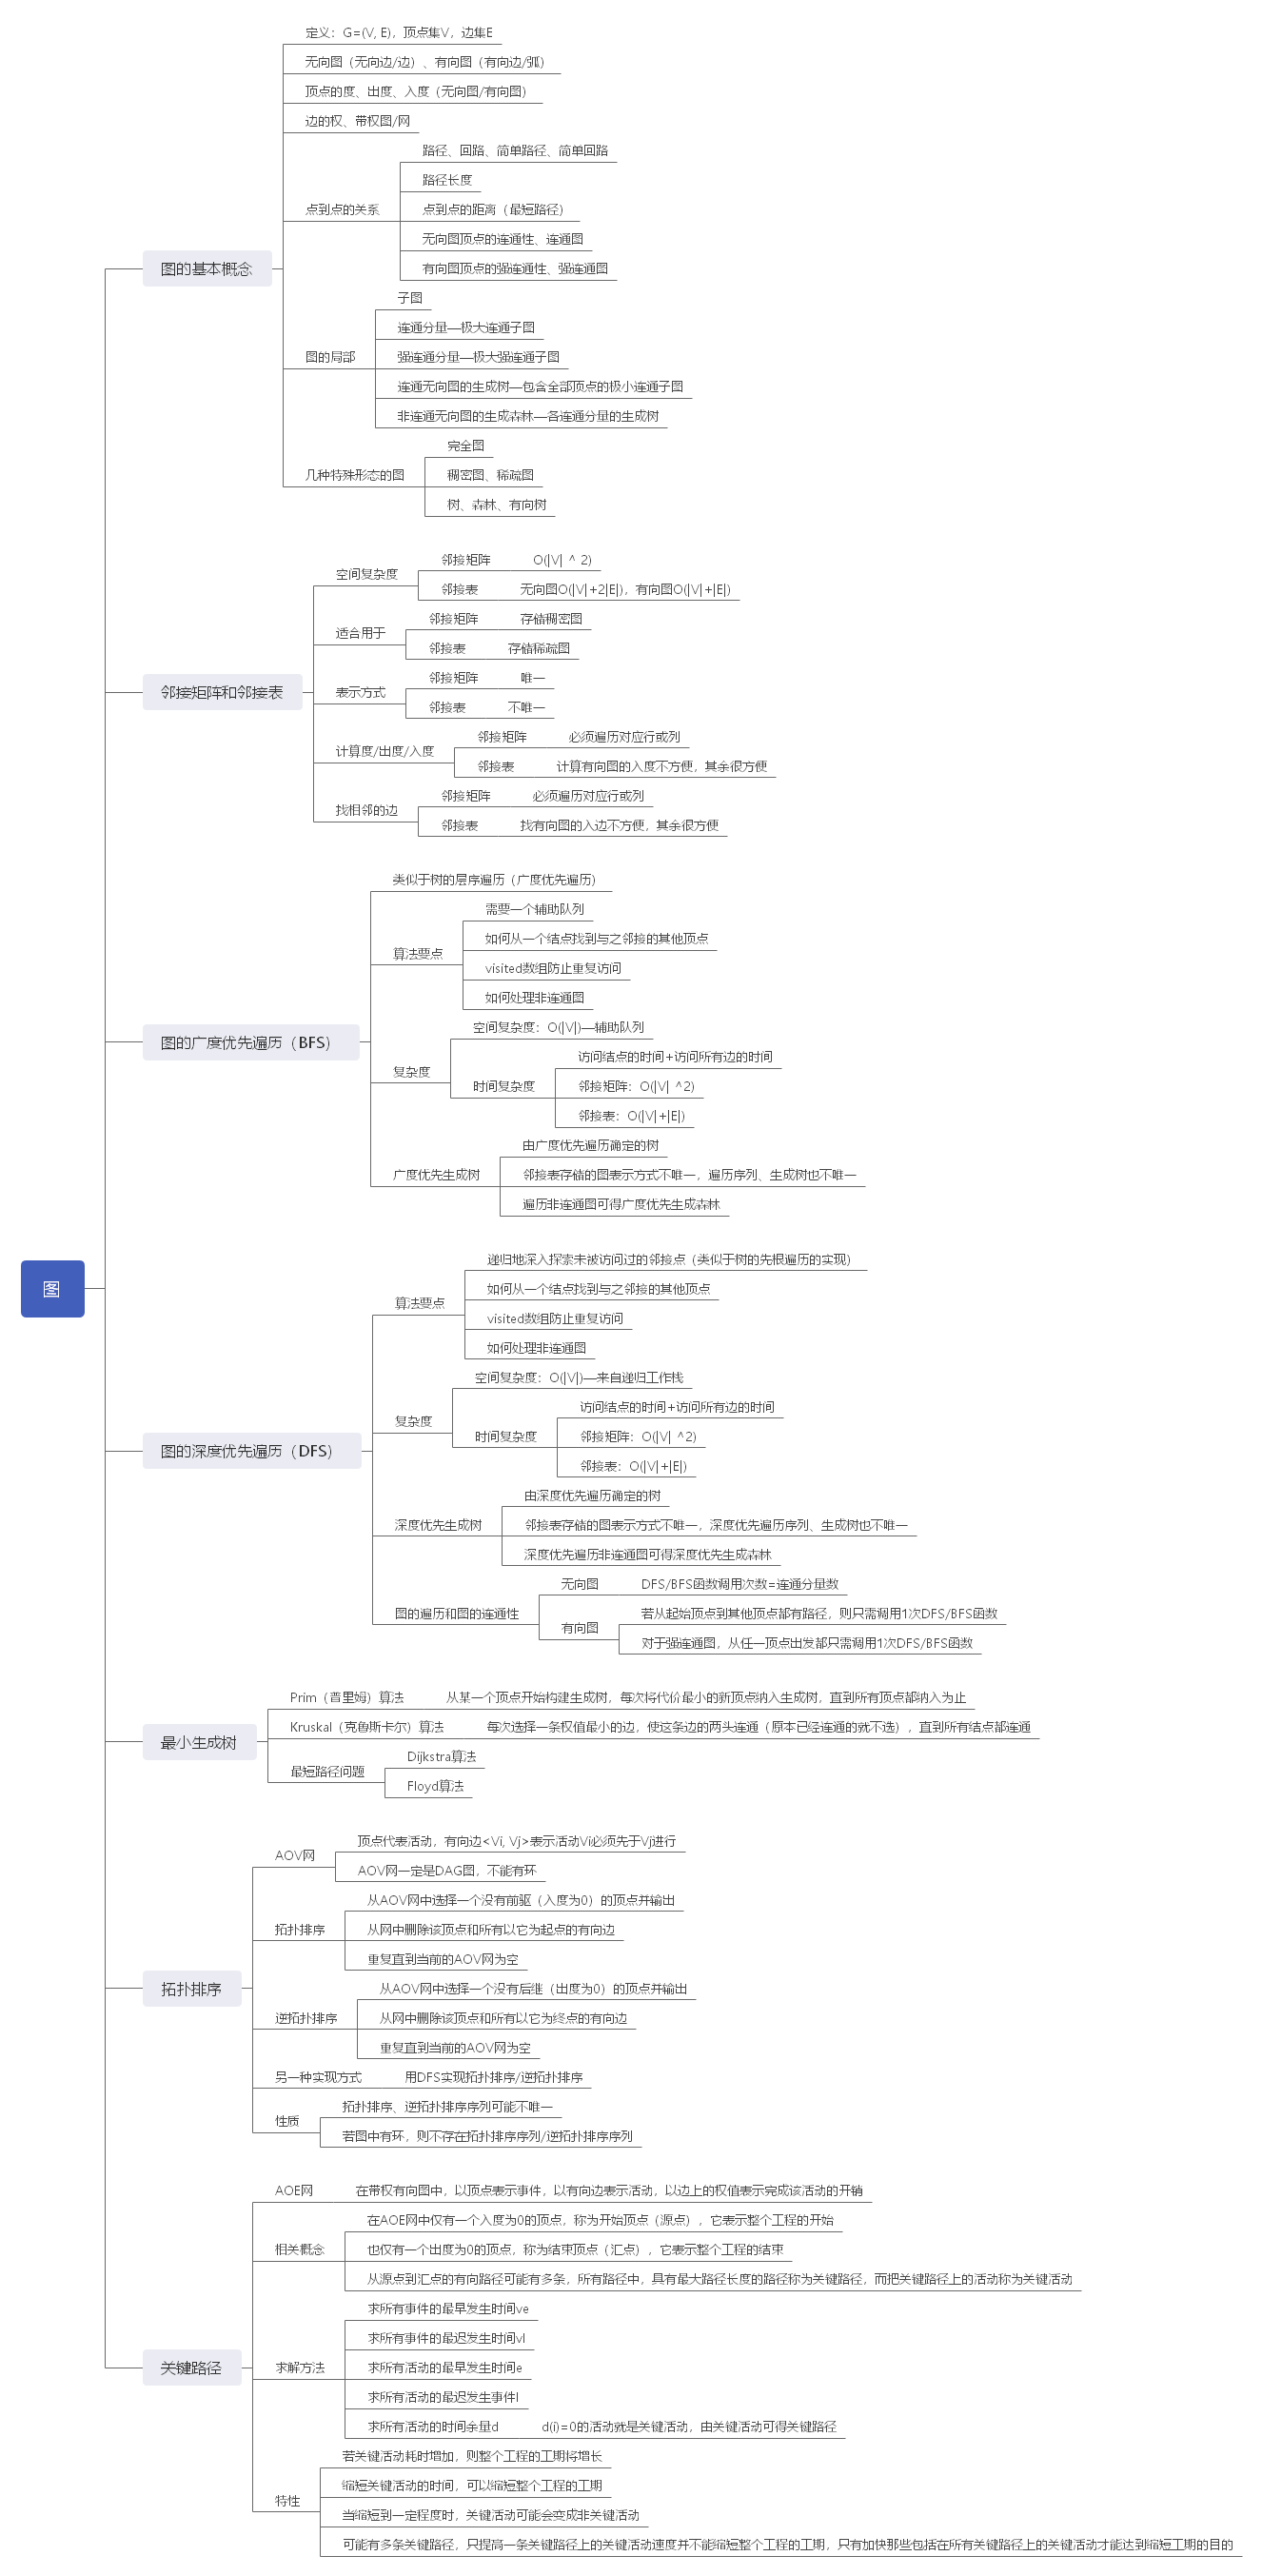 图
图的基本概念
定义：G=(V, E)，顶点集V，边集E
无向图（无向边/边）、有向图（有向边/弧）
顶点的度、出度、入度（无向图/有向图）
边的权、带权图/网
点到点的关系
路径、回路、简单路径、简单回路
路径长度
点到点的距离（最短路径）
无向图顶点的连通性、连通图
有向图顶点的强连通性、强连通图
图的局部
子图
连通分量—极大连通子图
强连通分量—极大强连通子图
连通无向图的生成树—包含全部顶点的极小连通子图
非连通无向图的生成森林—各连通分量的生成树
几种特殊形态的图
完全图
稠密图、稀疏图
树、森林、有向树
邻接矩阵和邻接表
空间复杂度
邻接矩阵 O(|V| ^ 2)
邻接表 无向图O(|V|+2|E|)，有向图O(|V|+|E|)
适合用于
邻接矩阵 存储稠密图
邻接表 存储稀疏图
表示方式
邻接矩阵 唯一
邻接表 不唯一
计算度/出度/入度
邻接矩阵 必须遍历对应行或列
邻接表 计算有向图的入度不方便，其余很方便
找相邻的边
邻接矩阵 必须遍历对应行或列
邻接表 找有向图的入边不方便，其余很方便
图的广度优先遍历（BFS）
类似于树的层序遍历（广度优先遍历）
算法要点
需要一个辅助队列
如何从一个结点找到与之邻接的其他顶点
visited数组防止重复访问
如何处理非连通图
复杂度
空间复杂度：O(|V|)—辅助队列
时间复杂度
访问结点的时间+访问所有边的时间
邻接矩阵：O(|V| ^2)
邻接表：O(|V|+|E|)
广度优先生成树
由广度优先遍历确定的树
邻接表存储的图表示方式不唯一，遍历序列、生成树也不唯一
遍历非连通图可得广度优先生成森林
图的深度优先遍历（DFS）
算法要点
递归地深入探索未被访问过的邻接点（类似于树的先根遍历的实现）
如何从一个结点找到与之邻接的其他顶点
visited数组防止重复访问
如何处理非连通图
复杂度
空间复杂度：O(|V|)—来自递归工作栈
时间复杂度
访问结点的时间+访问所有边的时间
邻接矩阵：O(|V| ^2)
邻接表：O(|V|+|E|)
深度优先生成树
由深度优先遍历确定的树
邻接表存储的图表示方式不唯一，深度优先遍历序列、生成树也不唯一
深度优先遍历非连通图可得深度优先生成森林
图的遍历和图的连通性
无向图 DFS/BFS函数调用次数=连通分量数
有向图
若从起始顶点到其他顶点都有路径，则只需调用1次DFS/BFS函数
对于强连通图，从任一顶点出发都只需调用1次DFS/BFS函数
最小生成树
Prim（普里姆）算法 从某一个顶点开始构建生成树，每次将代价最小的新顶点纳入生成树，直到所有顶点都纳入为止
Kruskal（克鲁斯卡尔）算法 每次选择一条权值最小的边，使这条边的两头连通（原本已经连通的就不选），直到所有结点都连通
最短路径问题
Dijkstra算法
Floyd算法
拓扑排序
AOV网
顶点代表活动，有向边<Vi, Vj>表示活动Vi必须先于Vj进行
AOV网一定是DAG图，不能有环
拓扑排序
从AOV网中选择一个没有前驱（入度为0）的顶点并输出
从网中删除该顶点和所有以它为起点的有向边
重复直到当前的AOV网为空
逆拓扑排序
从AOV网中选择一个没有后继（出度为0）的顶点并输出
从网中删除该顶点和所有以它为终点的有向边
重复直到当前的AOV网为空
另一种实现方式 用DFS实现拓扑排序/逆拓扑排序
性质
拓扑排序、逆拓扑排序序列可能不唯一
若图中有环，则不存在拓扑排序序列/逆拓扑排序序列
关键路径
AOE网 在带权有向图中，以顶点表示事件，以有向边表示活动，以边上的权值表示完成该活动的开销
相关概念
在AOE网中仅有一个入度为0的顶点，称为开始顶点（源点），它表示整个工程的开始
也仅有一个出度为0的顶点，称为结束顶点（汇点），它表示整个工程的结束
从源点到汇点的有向路径可能有多条，所有路径中，具有最大路径长度的路径称为关键路径，而把关键路径上的活动称为关键活动
求解方法
求所有事件的最早发生时间ve
求所有事件的最迟发生时间vl
求所有活动的最早发生时间e
求所有活动的最迟发生事件l
求所有活动的时间余量d d(i)=0的活动就是关键活动，由关键活动可得关键路径
特性
若关键活动耗时增加，则整个工程的工期将增长
缩短关键活动的时间，可以缩短整个工程的工期
当缩短到一定程度时，关键活动可能会变成非关键活动
可能有多条关键路径，只提高一条关键路径上的关键活动速度并不能缩短整个工程的工期，只有加快那些包括在所有关键路径上的关键活动才能达到缩短工期的目的